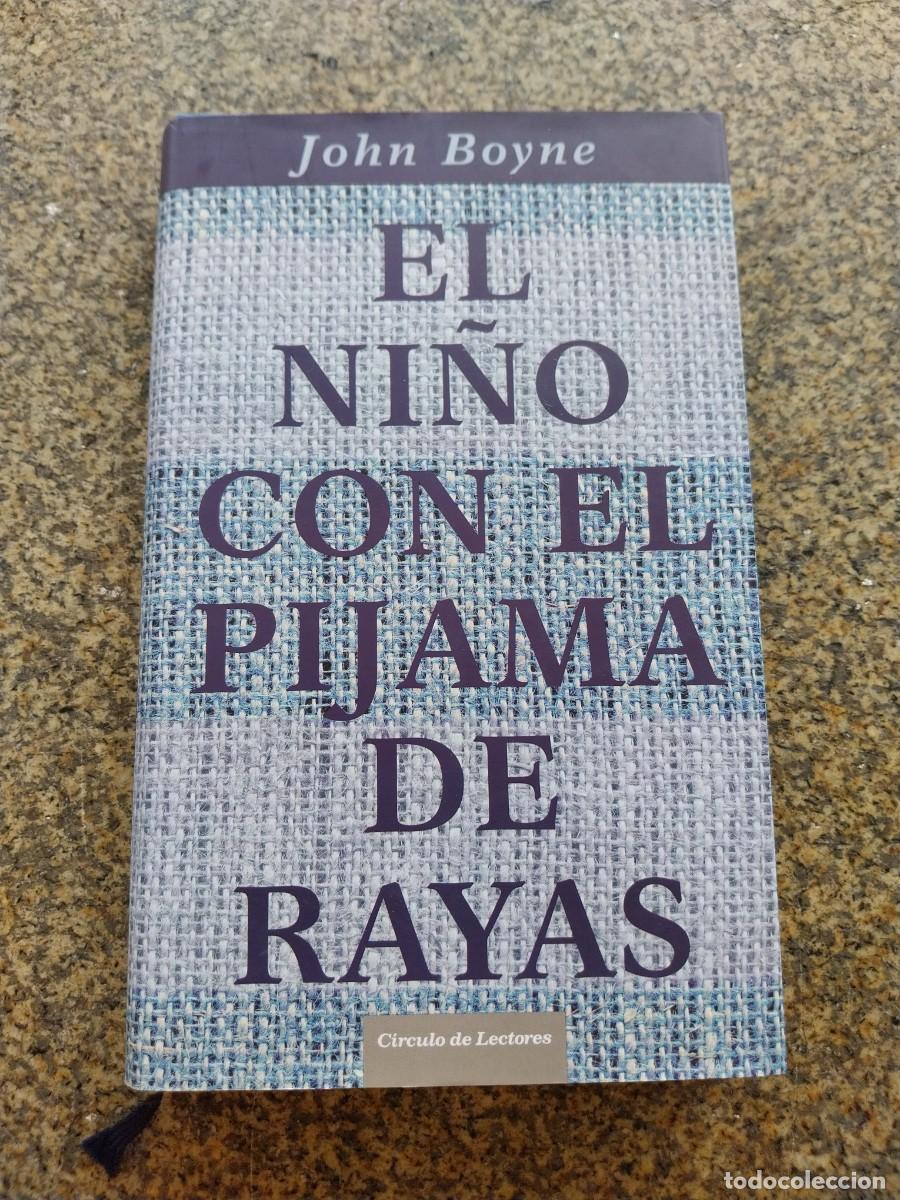 John Boyne
EL
NIÑO
CON EL
PIJAMA
DE
RAYAS
Círculo de Lectores
todocoleccion